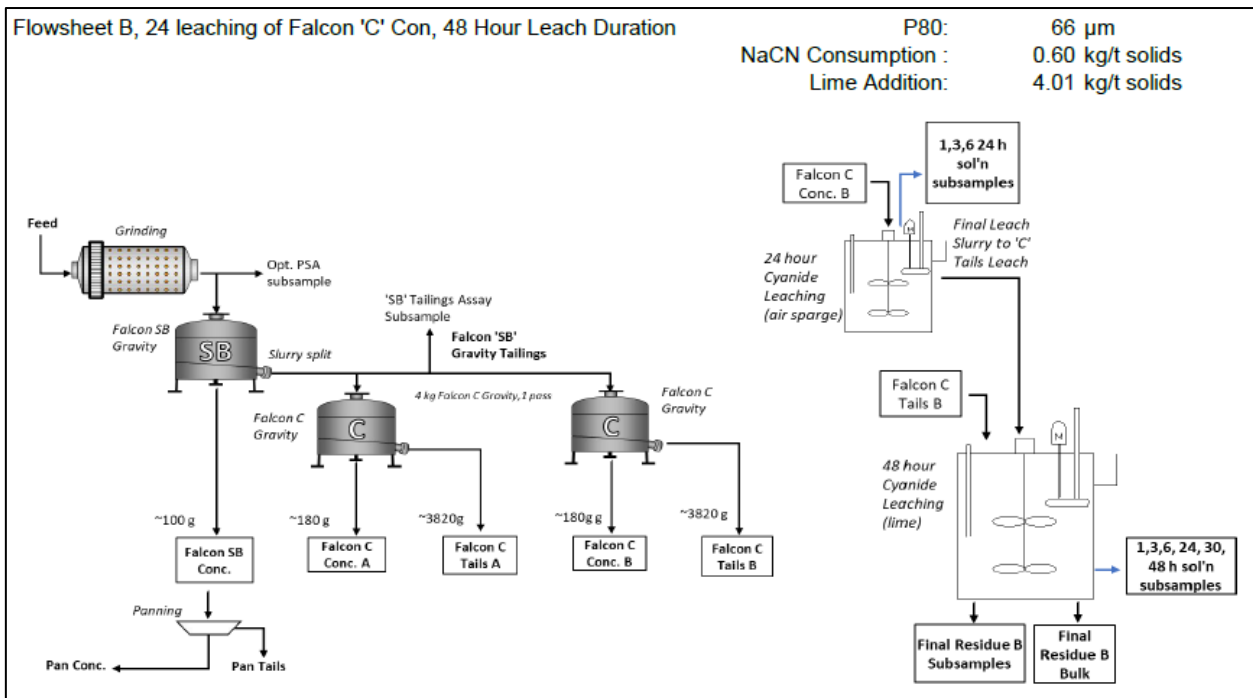 Flowsheet B, 24 leaching of Falcon 'C' Con, 48 Hour Leach Duration
P80: 66 µm
NaCN Consumption : 0.60 kg/t solids
Lime Addition: 4.01 kg/t solids
Feed
Grinding
Opt. PSA
subsample
Falcon SB
Gravity
SB
Slurry split
'SB' Tailings Assay
Subsample
Falcon 'SB'
Gravity Tailings
4 kg Falcon C Gravity, 1 pass
Falcon C
Gravity
C
Falcon C
Gravity
C
~100 g
~180 g
~3820g
~180g g
~3820 g
Falcon SB
Conc.
Falcon C
Conc. A
Falcon C
Tails A
Falcon C
Conc. B
Falcon C
Tails B
Panning
Pan Conc.
Pan Tails
Falcon C
Conc. B
1,3,6 24 h
sol'n
subsamples
M
24 hour
Cyanide
Leaching
(air sparge)
Final Leach
Slurry to 'C'
Tails Leach
Falcon C
Tails B
M
48 hour
Cyanide
Leaching
(lime)
1,3,6, 24, 30,
48 h sol'n
subsamples
Final Residue B
Subsamples
Final
Residue B
Bulk